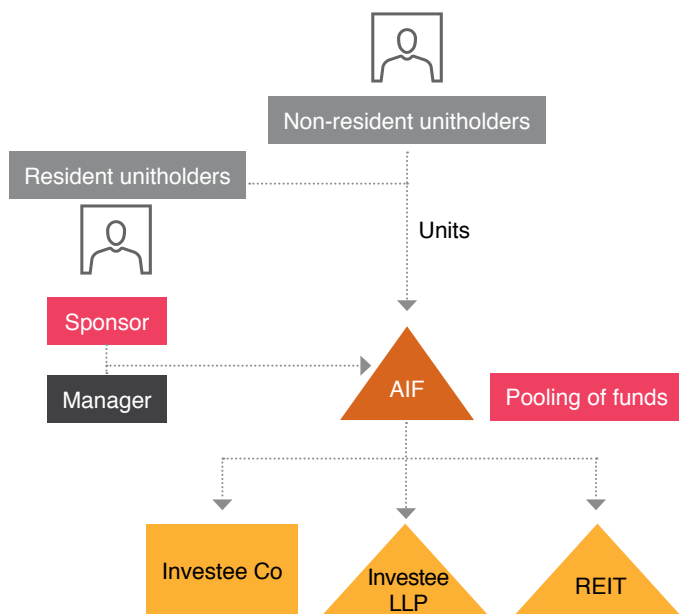 Non-resident unitholders
Resident unitholders
Units
Sponsor
Manager
AIF
Pooling of funds
Investee Co
Investee
LLP
REIT